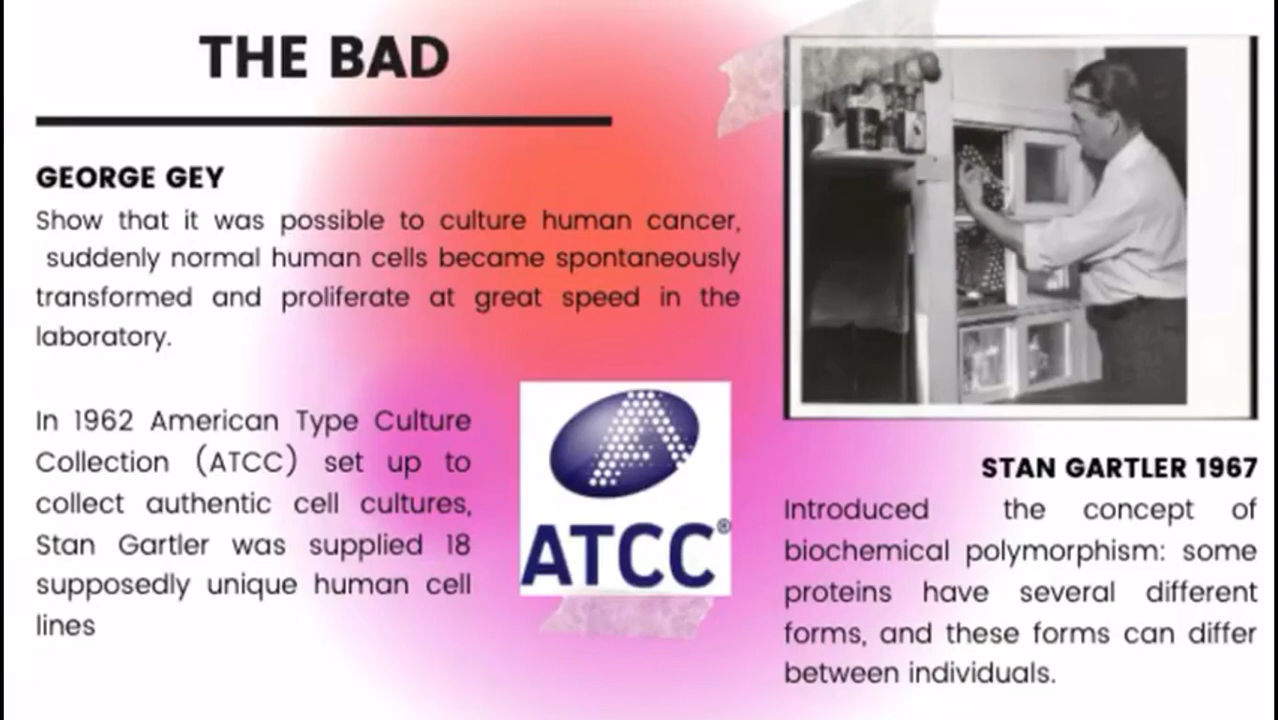 THE BAD
GEORGE GEY
Show that it was possible to culture human cancer,
suddenly normal human cells became spontaneously
transformed and proliferate at great speed in the
laboratory.
In 1962 American Type Culture
Collection (ATCC) set up to
collect authentic cell cultures,
Stan Gartler was supplied 18
supposedly unique human cell
lines
ATCC®
STAN GARTLER 1967
Introduced the concept of
biochemical polymorphism: some
proteins have several different
forms, and these forms can differ
between individuals.